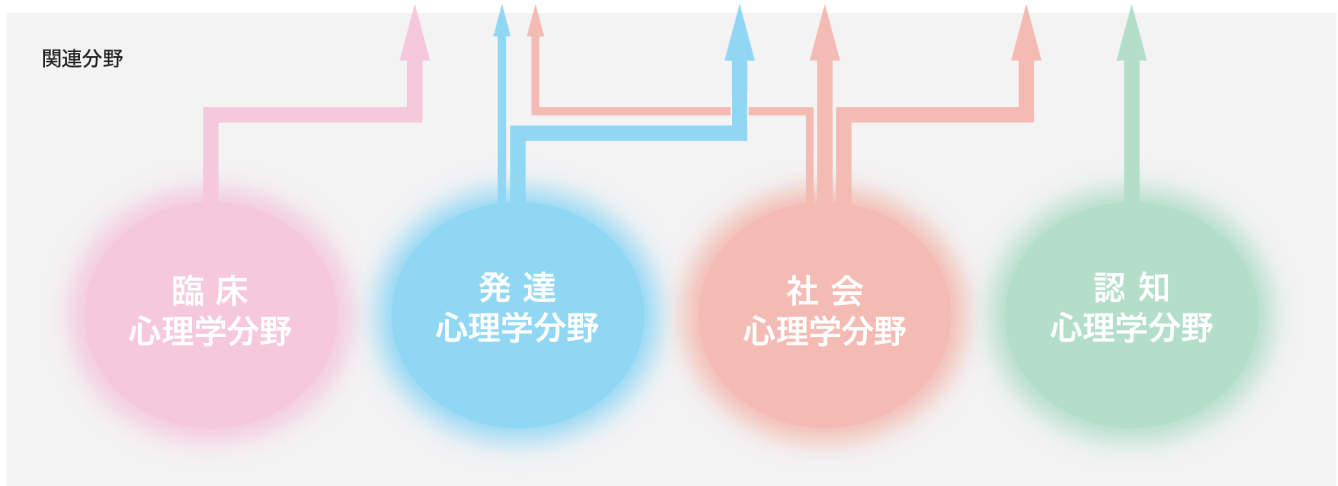 関連分野
臨床
心理学分野
発達
心理学分野
社会
心理学分野
認知
心理学分野